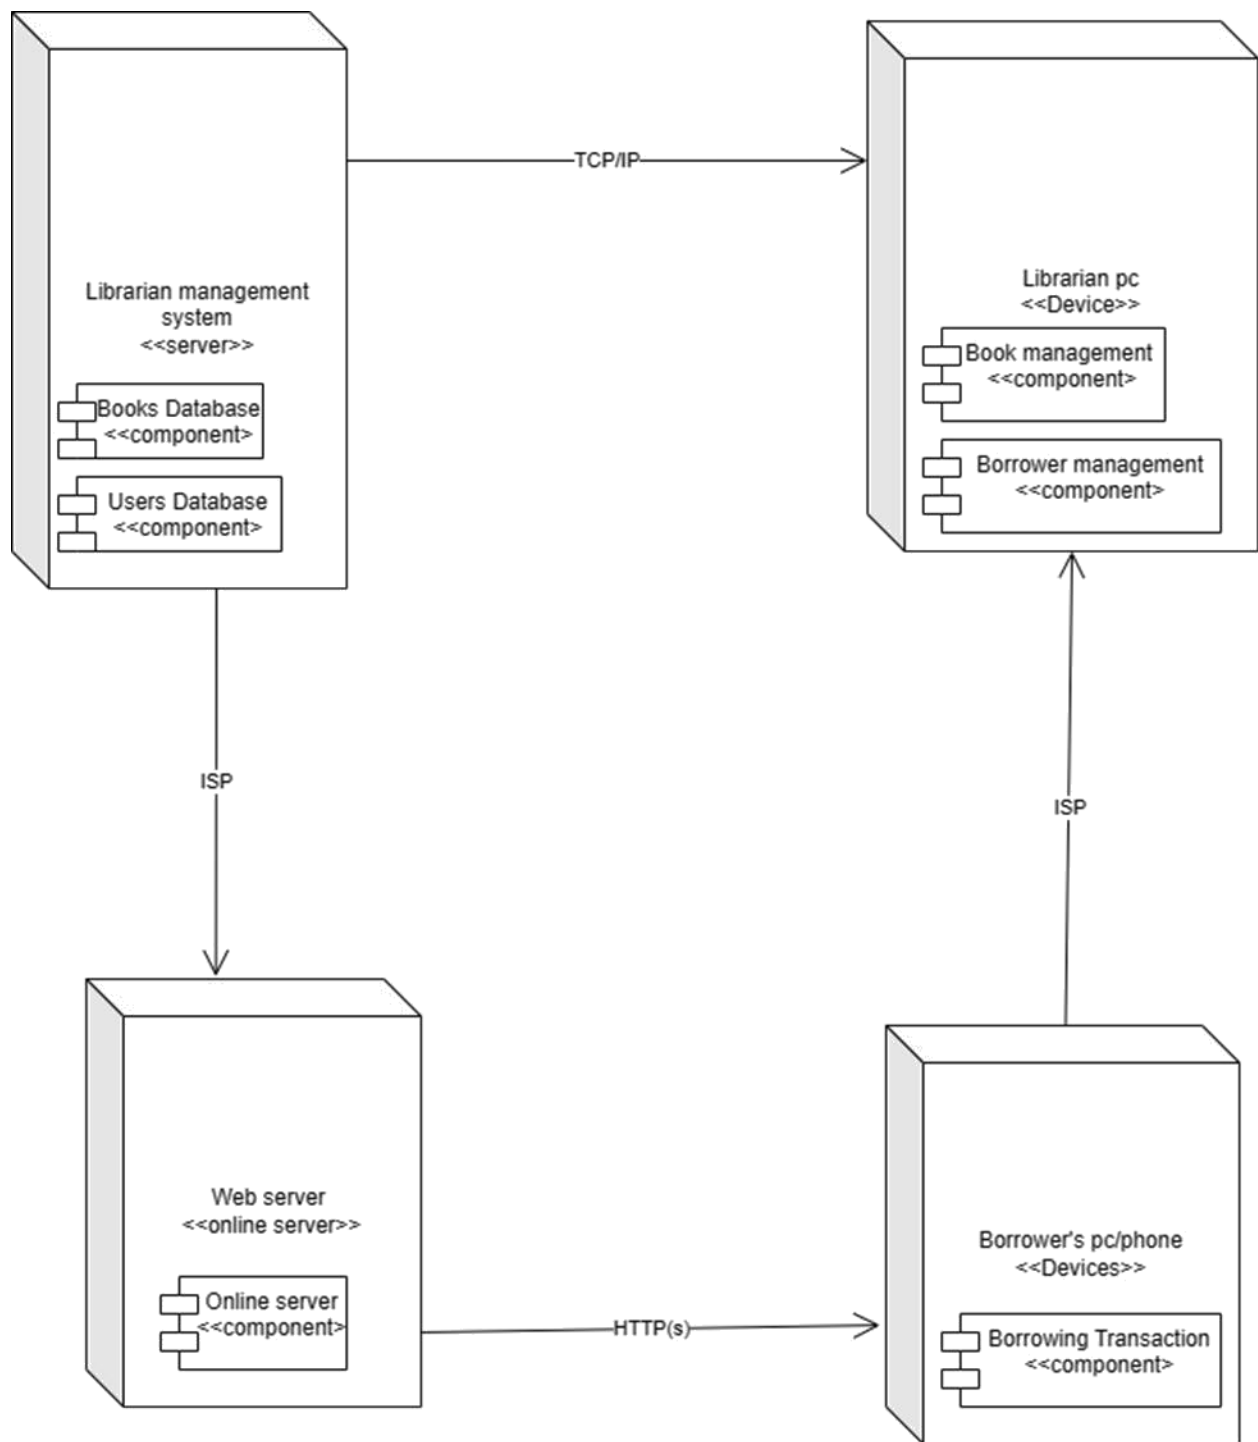 TCP/IP
Librarian management
system
<<server>>
Books Database
<<component>
Users Database
<<component>
Librarian pc
<<Device>>
Book management
<<component>
Borrower management
<<component>
ISP
ISP
Web server
<<online server>>
Online server
<<component>
HTTP(s)
Borrower's pc/phone
<<Devices>>
Borrowing Transaction
<<component>